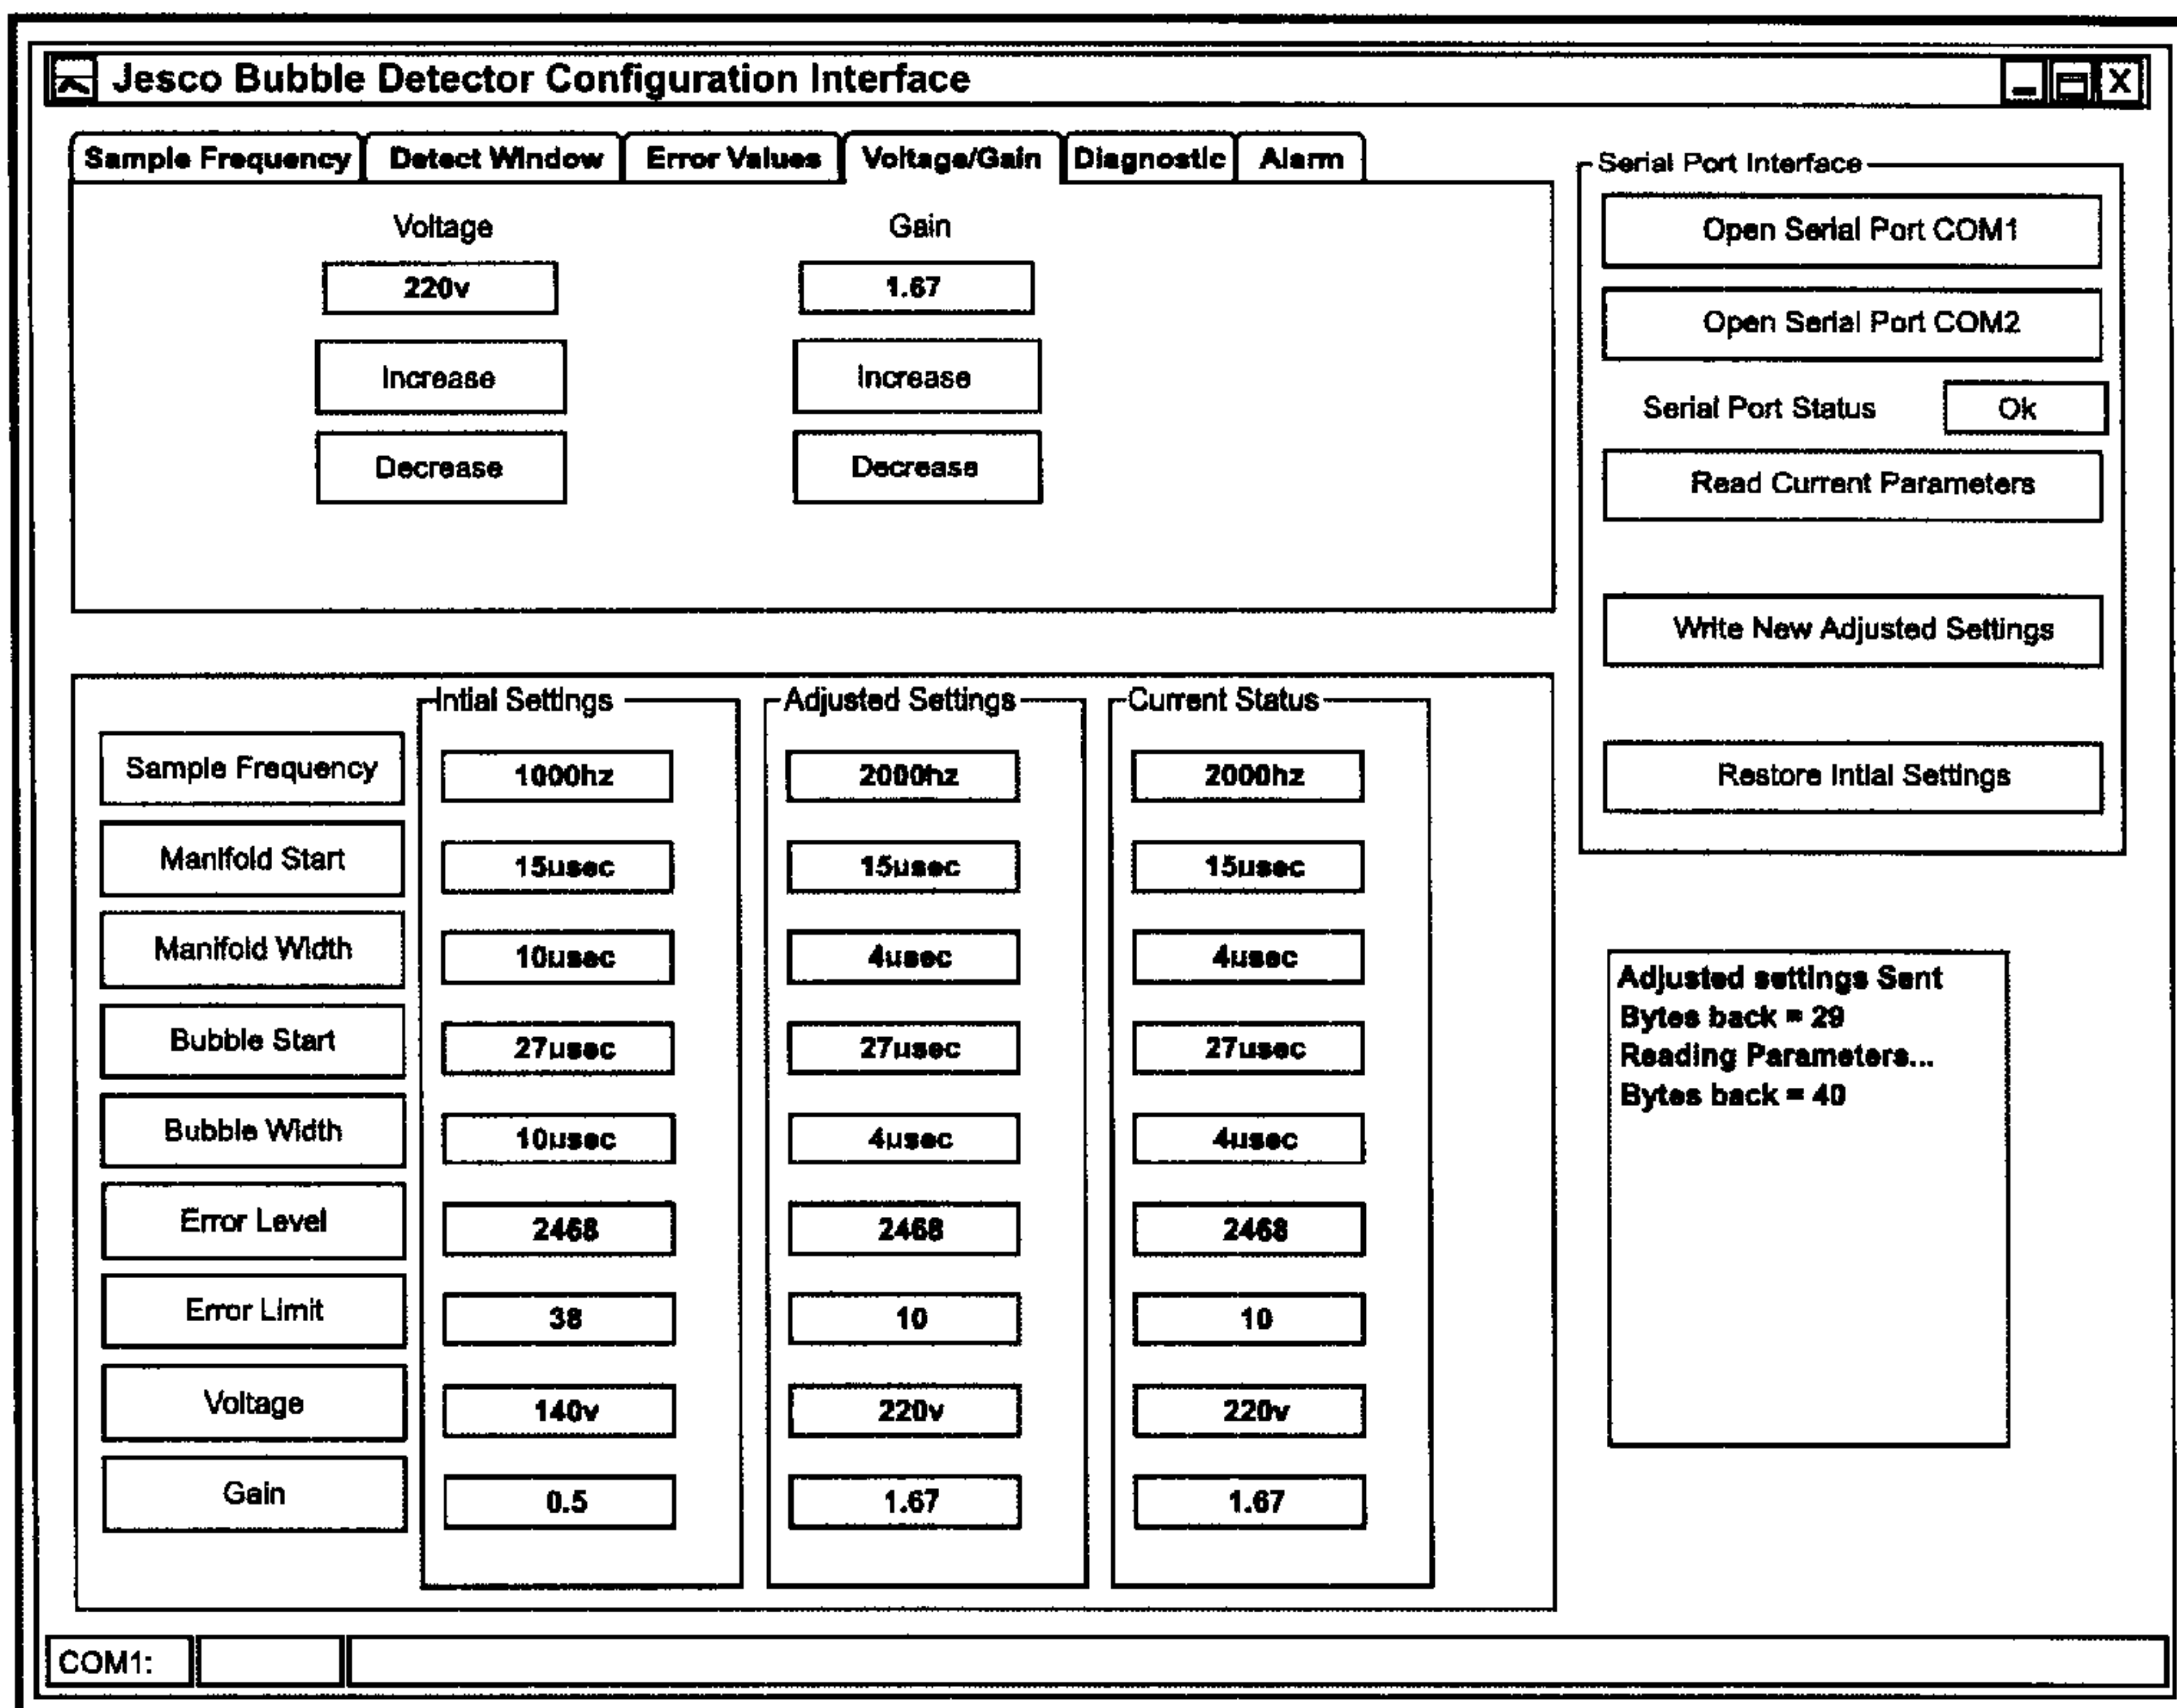 Jesco Bubble Detector Configuration Interface
Sample Frequency Detect Window Error Values Voltage/Gain Diagnostic Alarm
Voltage Gain
220v 1.67
Increase Increase
Decrease Decrease
Serial Port Interface
Open Serial Port COM1
Open Serial Port COM2
Serial Port Status Ok
Read Current Parameters
Write New Adjusted Settings
Restore Intial Settings
Intial Settings Adjusted Settings Current Status
Sample Frequency 1000hz 2000hz 2000hz
Manifold Start 15usec 15usec 15usec
Manifold Width 10usec 4usec 4usec
Bubble Start 27usec 27usec 27usec
Bubble Width 10usec 4usec 4usec
Error Level 2468 2468 2468
Error Limit 38 10 10
Voltage 140v 220v 220v
Gain 0.5 1.67 1.67
Adjusted settings Sent
Bytes back = 29
Reading Parameters...
Bytes back = 40
COM1: